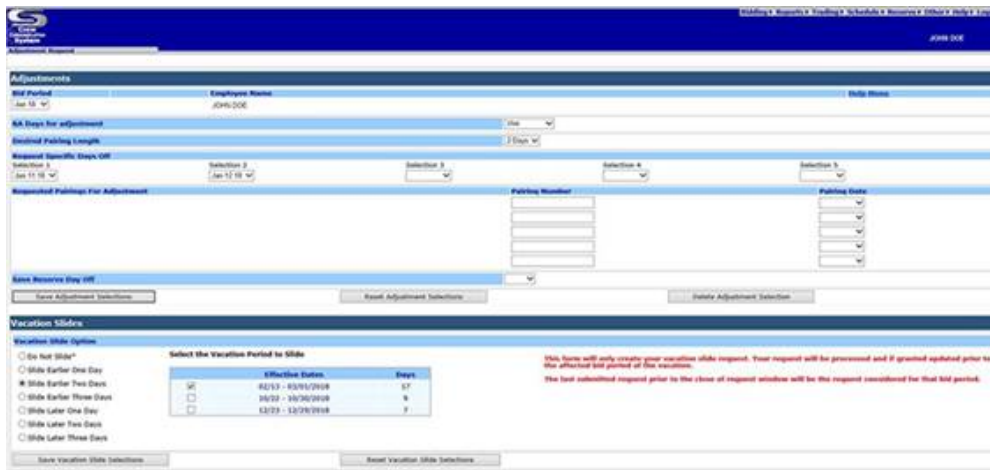 Bidding Reports Trading Schedule Reserve Other Help Log
Crew
System
JOHN DOE
Adjustment Request
Adjustments
Bid Period Employee Name Help Menu
Jan 18 JOHN DOE
RA Days for adjustment
Desired Pairing Length 2 Days
Request Specific Days Off
Selection 1 Selection 2 Selection 3 Selection 4 Selection 5
Jan 11 18 Jan 12 18
Requested Pairings For Adjustment Pairing Number Pairing Date
Save Reserve Day Off
Save Adjustment Selections Reset Adjustment Selections Delete Adjustment Selection
Vacation Slides
Vacation Slide Option
Do Not Slide*
Slide Earlier One Day
Slide Earlier Two Days
Slide Earlier Three Days
Slide Later One Day
Slide Later Two Days
Slide Later Three Days
Select the Vacation Period to Slide
Effective Dates Days
02/13 - 03/01/2018 17
10/22 - 10/30/2018 9
12/23 - 12/29/2018 7
This form will only create your vacation slide request. Your request will be processed and if granted updated prior to
the affected bid period of the vacation.
The last submitted request prior to the close of request window will be the request considered for that bid period.
Save Vacation Slide Selections Reset Vacation Slide Selections